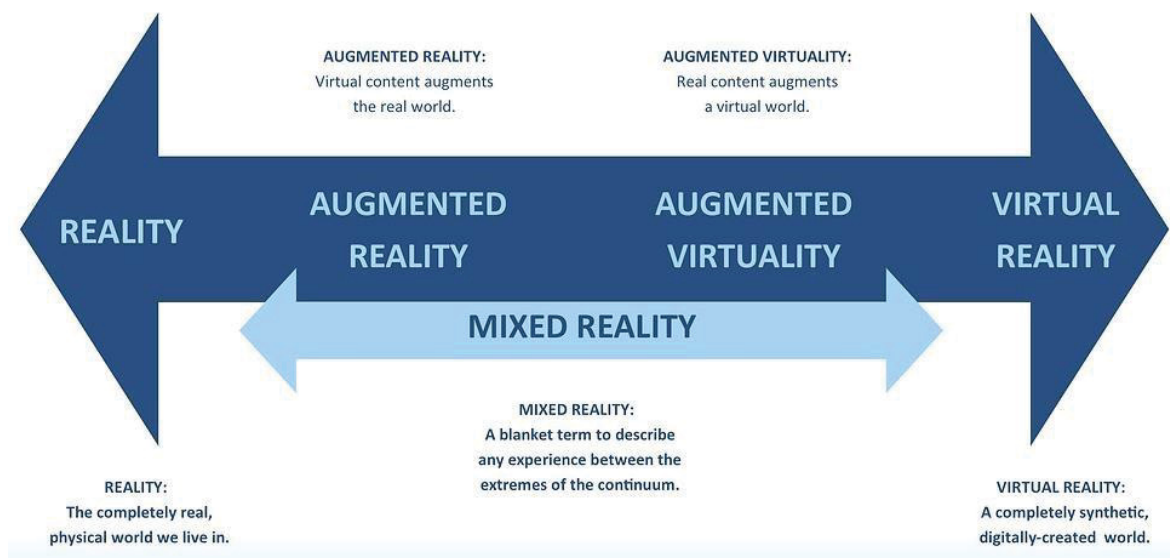 AUGMENTED REALITY:
Virtual content augments
the real world.
AUGMENTED VIRTUALITY:
Real content augments
a virtual world.
REALITY
AUGMENTED
REALITY
AUGMENTED
VIRTUALITY
VIRTUAL
REALITY
MIXED REALITY
MIXED REALITY:
A blanket term to describe
any experience between the
extremes of the continuum.
REALITY:
The completely real,
physical world we live in.
VIRTUAL REALITY:
A completely synthetic,
digitally-created world.